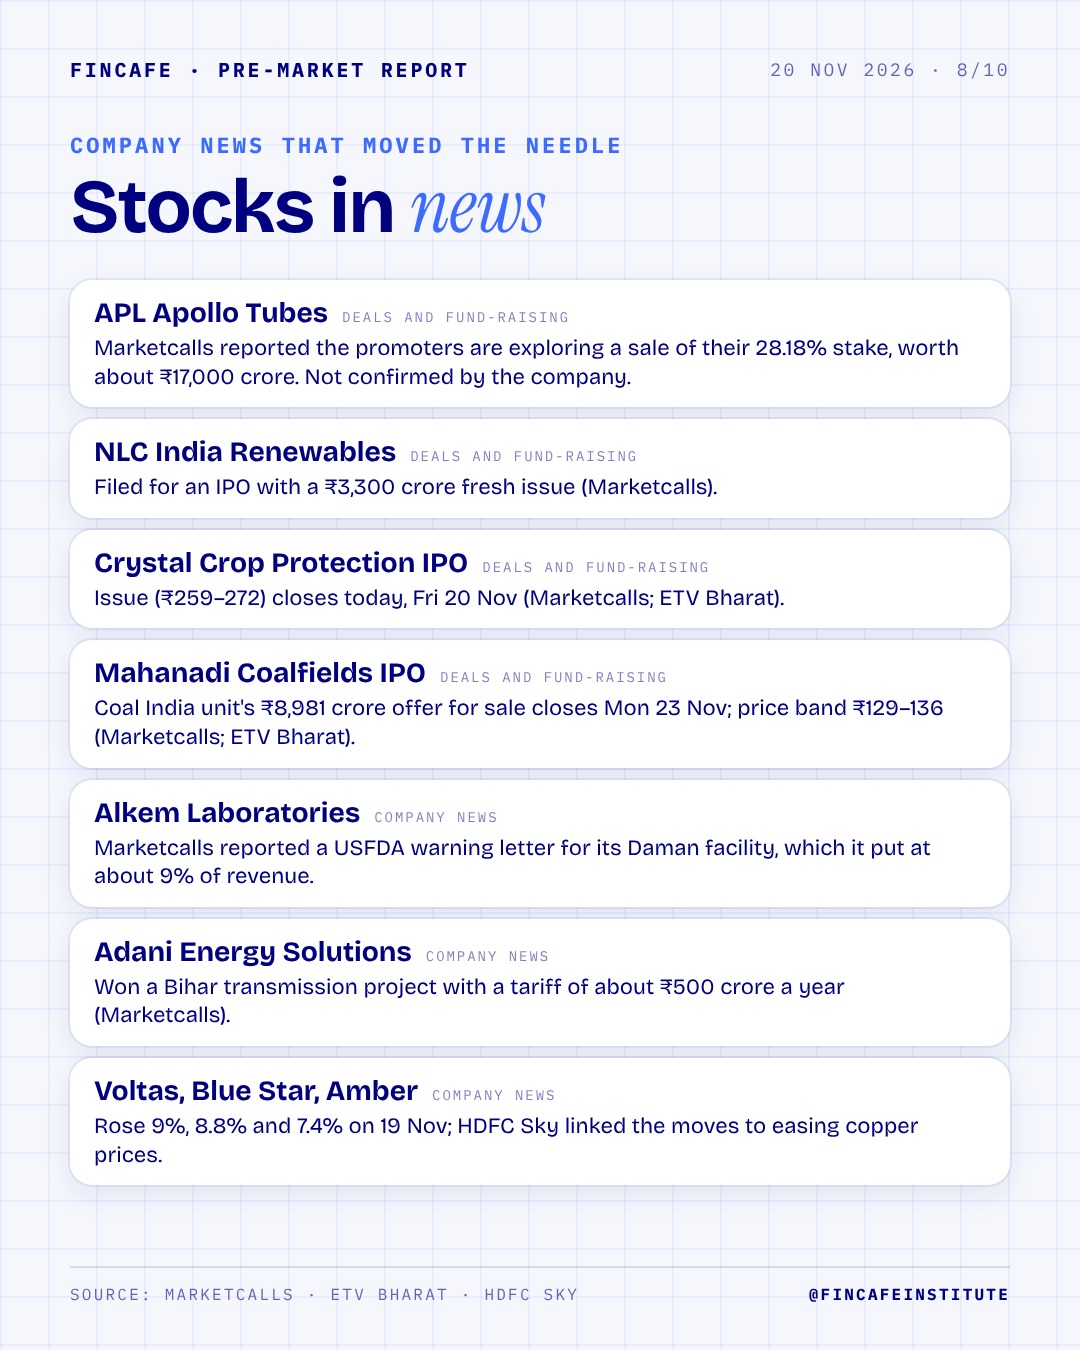 FINCAFE · PRE-MARKET REPORT
20 NOV 2026 · 8/10
COMPANY NEWS THAT MOVED THE NEEDLE
Stocks in news
APL Apollo Tubes DEALS AND FUND-RAISING
Marketcalls reported the promoters are exploring a sale of their 28.18% stake, worth
about ₹17,000 crore. Not confirmed by the company.
NLC India Renewables DEALS AND FUND-RAISING
Filed for an IPO with a ₹3,300 crore fresh issue (Marketcalls).
Crystal Crop Protection IPO DEALS AND FUND-RAISING
Issue (₹259–272) closes today, Fri 20 Nov (Marketcalls; ETV Bharat).
Mahanadi Coalfields IPO DEALS AND FUND-RAISING
Coal India unit's ₹8,981 crore offer for sale closes Mon 23 Nov; price band ₹129–136
(Marketcalls; ETV Bharat).
Alkem Laboratories COMPANY NEWS
Marketcalls reported a USFDA warning letter for its Daman facility, which it put at
about 9% of revenue.
Adani Energy Solutions COMPANY NEWS
Won a Bihar transmission project with a tariff of about ₹500 crore a year
(Marketcalls).
Voltas, Blue Star, Amber COMPANY NEWS
Rose 9%, 8.8% and 7.4% on 19 Nov; HDFC Sky linked the moves to easing copper
prices.
SOURCE: MARKETCALLS · ETV BHARAT · HDFC SKY
@FINCAFEINSTITUTE